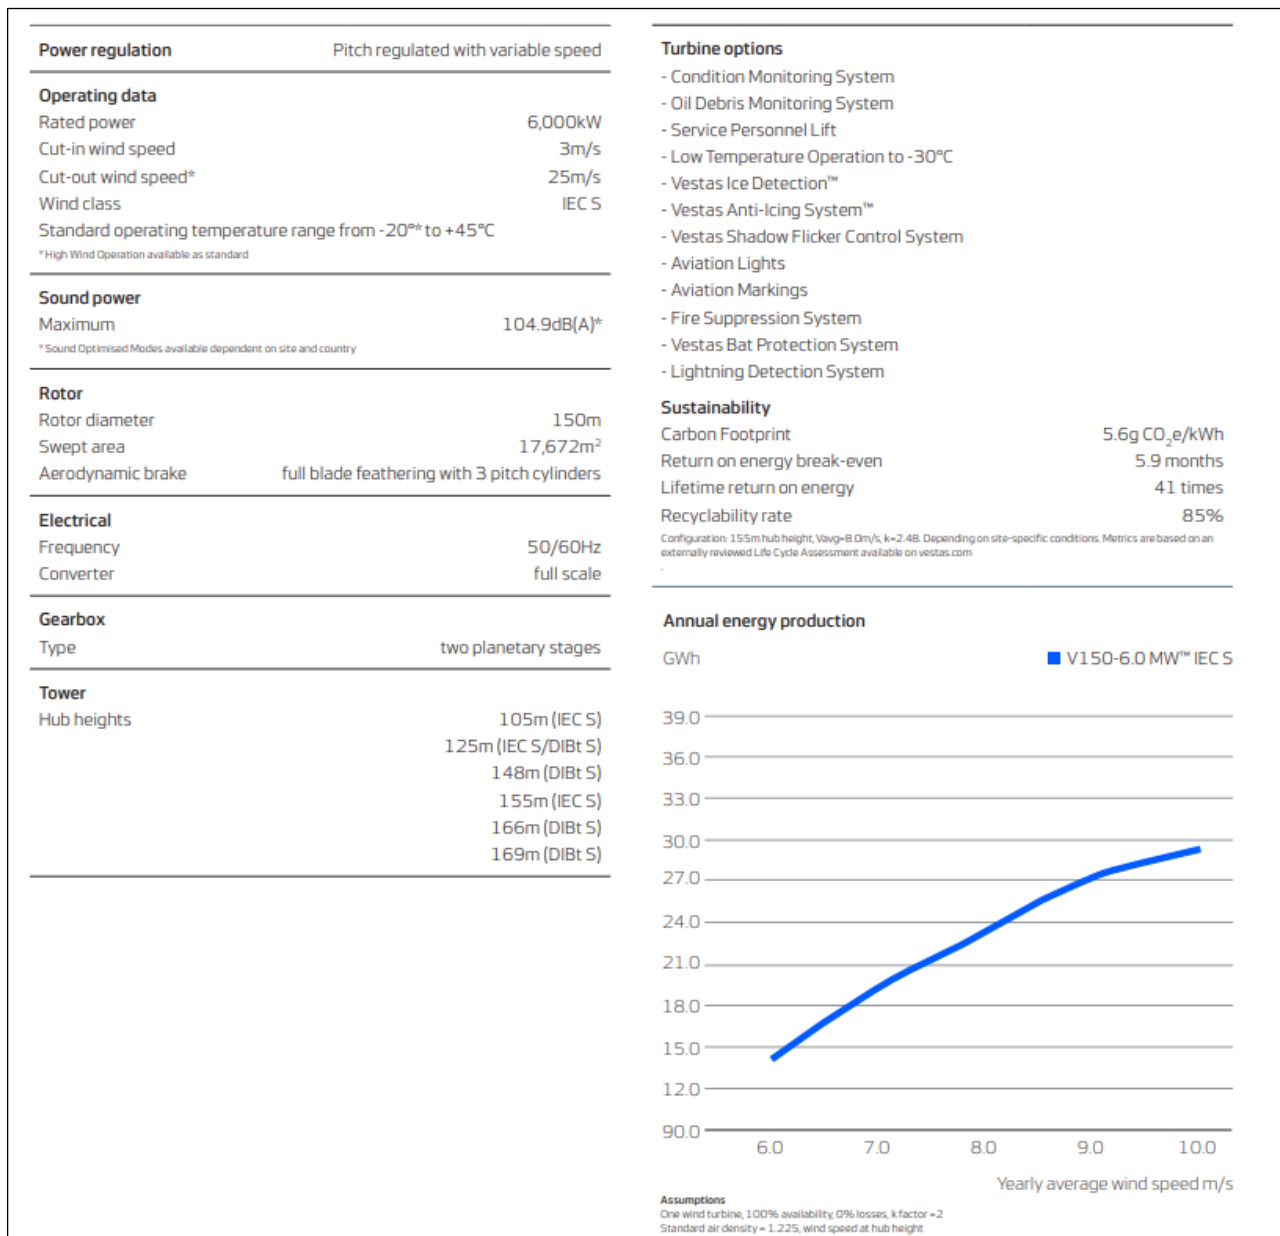 Power regulation Pitch regulated with variable speed
Operating data
Rated power 6,000kW
Cut-in wind speed 3m/s
Cut-out wind speed* 25m/s
Wind class IEC S
Standard operating temperature range from -20°* to +45°C
*High Wind Operation available as standard
Sound power
Maximum 104.9dB(A)*
*Sound Optimised Modes available dependent on site and country
Rotor
Rotor diameter 150m
Swept area 17,672m²
Aerodynamic brake full blade feathering with 3 pitch cylinders
Electrical
Frequency 50/60Hz
Converter full scale
Gearbox
Type two planetary stages
Tower
Hub heights 105m (IEC S)
125m (IEC S/DIBt S)
148m (DIBt S)
155m (IEC S)
166m (DIBt S)
169m (DIBt S)
Turbine options
- Condition Monitoring System
- Oil Debris Monitoring System
- Service Personnel Lift
- Low Temperature Operation to -30°C
- Vestas Ice Detection™
- Vestas Anti-Icing System™
- Vestas Shadow Flicker Control System
- Aviation Lights
- Aviation Markings
- Fire Suppression System
- Vestas Bat Protection System
- Lightning Detection System
Sustainability
Carbon Footprint 5.6g CO₂e/kWh
Return on energy break-even 5.9 months
Lifetime return on energy 41 times
Recyclability rate 85%
Configuration: 155m hub height, Vavg=8.0m/s, k=2.48. Depending on site-specific conditions. Metrics are based on an
externally reviewed Life Cycle Assessment available on vestas.com
.
Annual energy production
GWh V150-6.0 MW™ IEC S
39.0
36.0
33.0
30.0
27.0
24.0
21.0
18.0
15.0
12.0
90.0
6.0 7.0 8.0 9.0 10.0
Yearly average wind speed m/s
Assumptions
One wind turbine, 100% availability, 0% losses, k factor =2
Standard air density = 1.225, wind speed at hub height